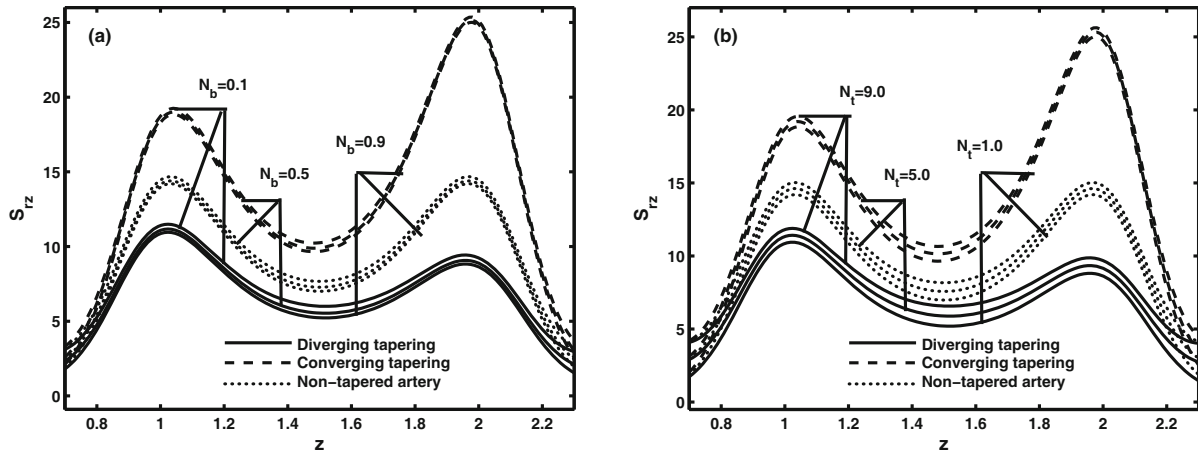 (a)
25
20
15
10
5
0
S_rz
N_b=0.1
N_b=0.5
N_b=0.9
Diverging tapering
Converging tapering
Non-tapered artery
0.8 1 1.2 1.4 1.6 1.8 2 2.2
z
(b)
25
20
15
10
5
0
S_rz
N_t=9.0
N_t=5.0
N_t=1.0
Diverging tapering
Converging tapering
Non-tapered artery
0.8 1 1.2 1.4 1.6 1.8 2 2.2
z